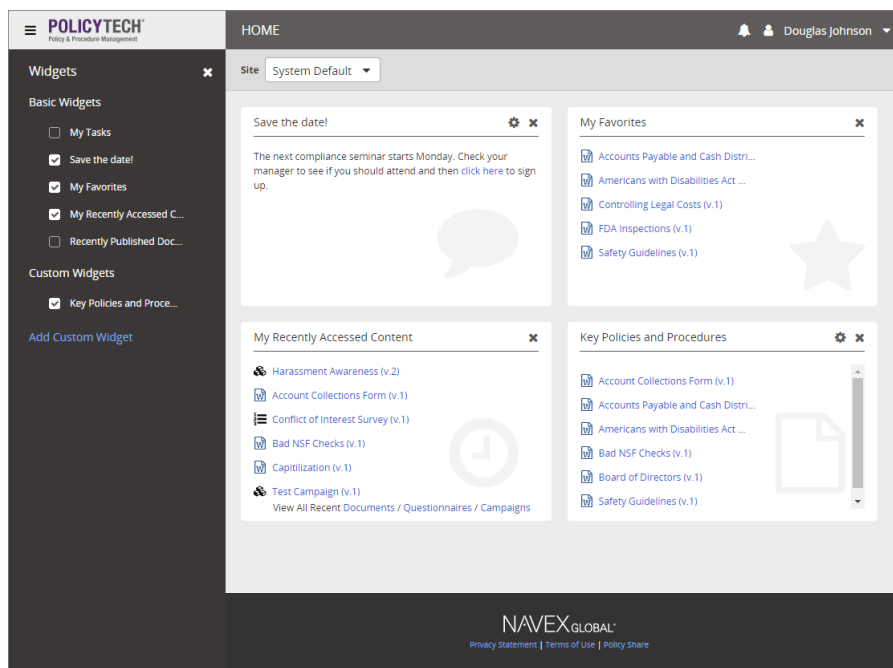 POLICYTECH
Policy & Procedure Management
HOME
Douglas Johnson
Widgets
Basic Widgets
My Tasks
Save the date!
My Favorites
My Recently Accessed C...
Recently Published Doc...
Custom Widgets
Key Policies and Proce...
Add Custom Widget
Site System Default
Save the date!
The next compliance seminar starts Monday. Check your
manager to see if you should attend and then click here to sign
up.
My Favorites
Accounts Payable and Cash Distri...
Americans with Disabilities Act ...
Controlling Legal Costs (v.1)
FDA Inspections (v.1)
Safety Guidelines (v.1)
My Recently Accessed Content
Harassment Awareness (v.2)
Account Collections Form (v.1)
Conflict of Interest Survey (v.1)
Bad NSF Checks (v.1)
Capitilization (v.1)
Test Campaign (v.1)
View All Recent Documents / Questionnaires / Campaigns
Key Policies and Procedures
Account Collections Form (v.1)
Accounts Payable and Cash Distri...
Americans with Disabilities Act ...
Bad NSF Checks (v.1)
Board of Directors (v.1)
Safety Guidelines (v.1)
NAVEX GLOBAL
Privacy Statement | Terms of Use | Policy Share